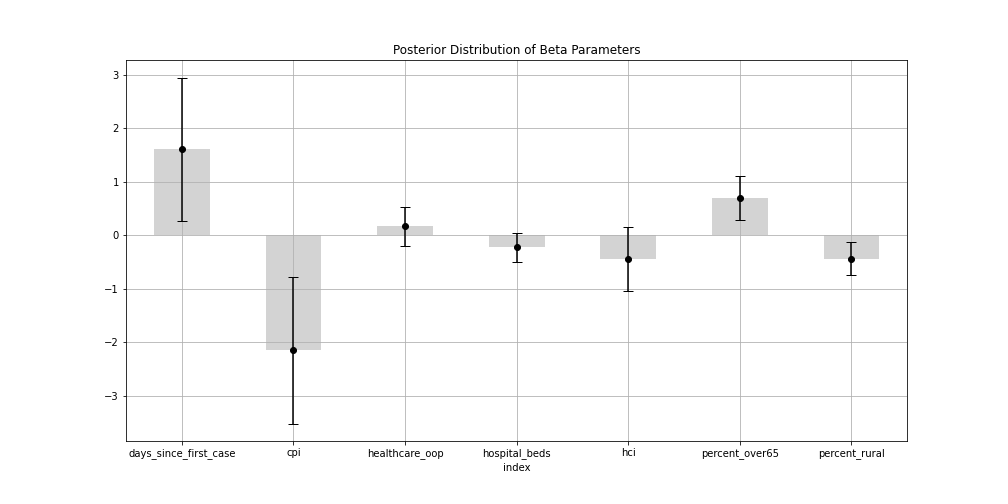 Posterior Distribution of Beta Parameters
3
2
1
0
−1
−2
−3
days_since_first_case cpi healthcare_oop hospital_beds hci percent_over65 percent_rural
index